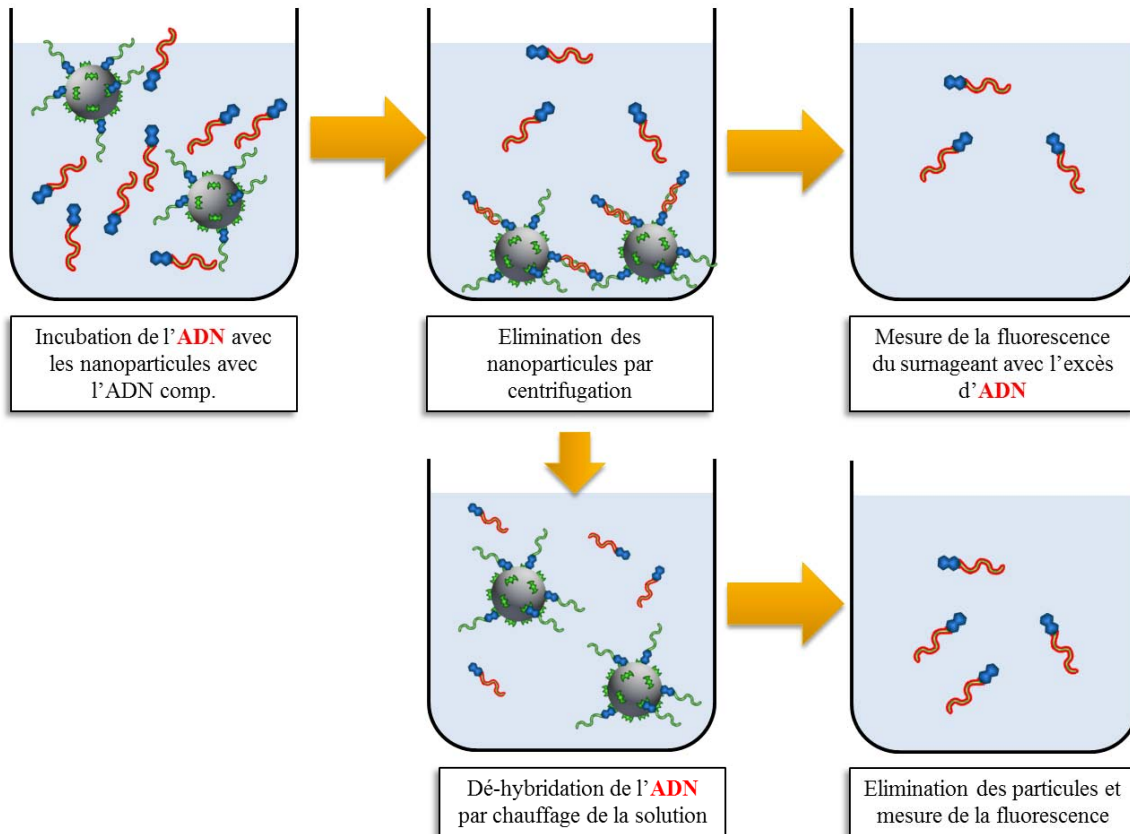 Incubation de l’ADN avec
les nanoparticules avec
l’ADN comp.
Elimination des
nanoparticules par
centrifugation
Mesure de la fluorescence
du surnageant avec l’excès
d’ADN
Dé-hybridation de l’ADN
par chauffage de la solution
Elimination des particules et
mesure de la fluorescence